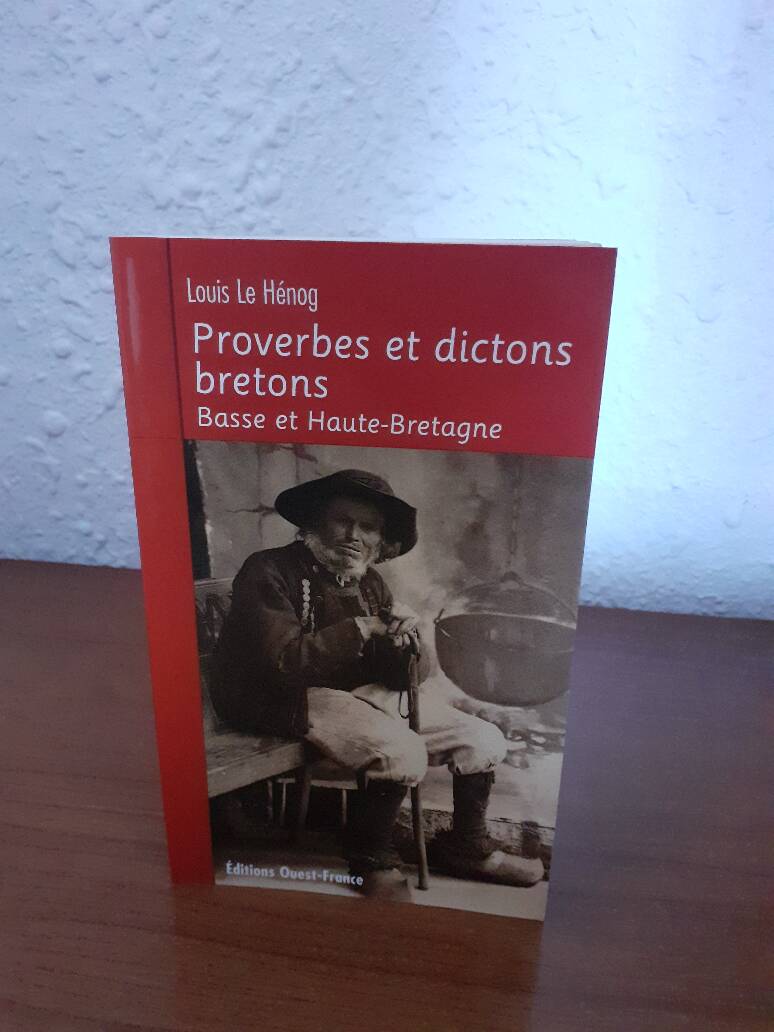 Louis Le Hénog
Proverbes et dictons
bretons
Basse et Haute-Bretagne
Éditions Ouest-France